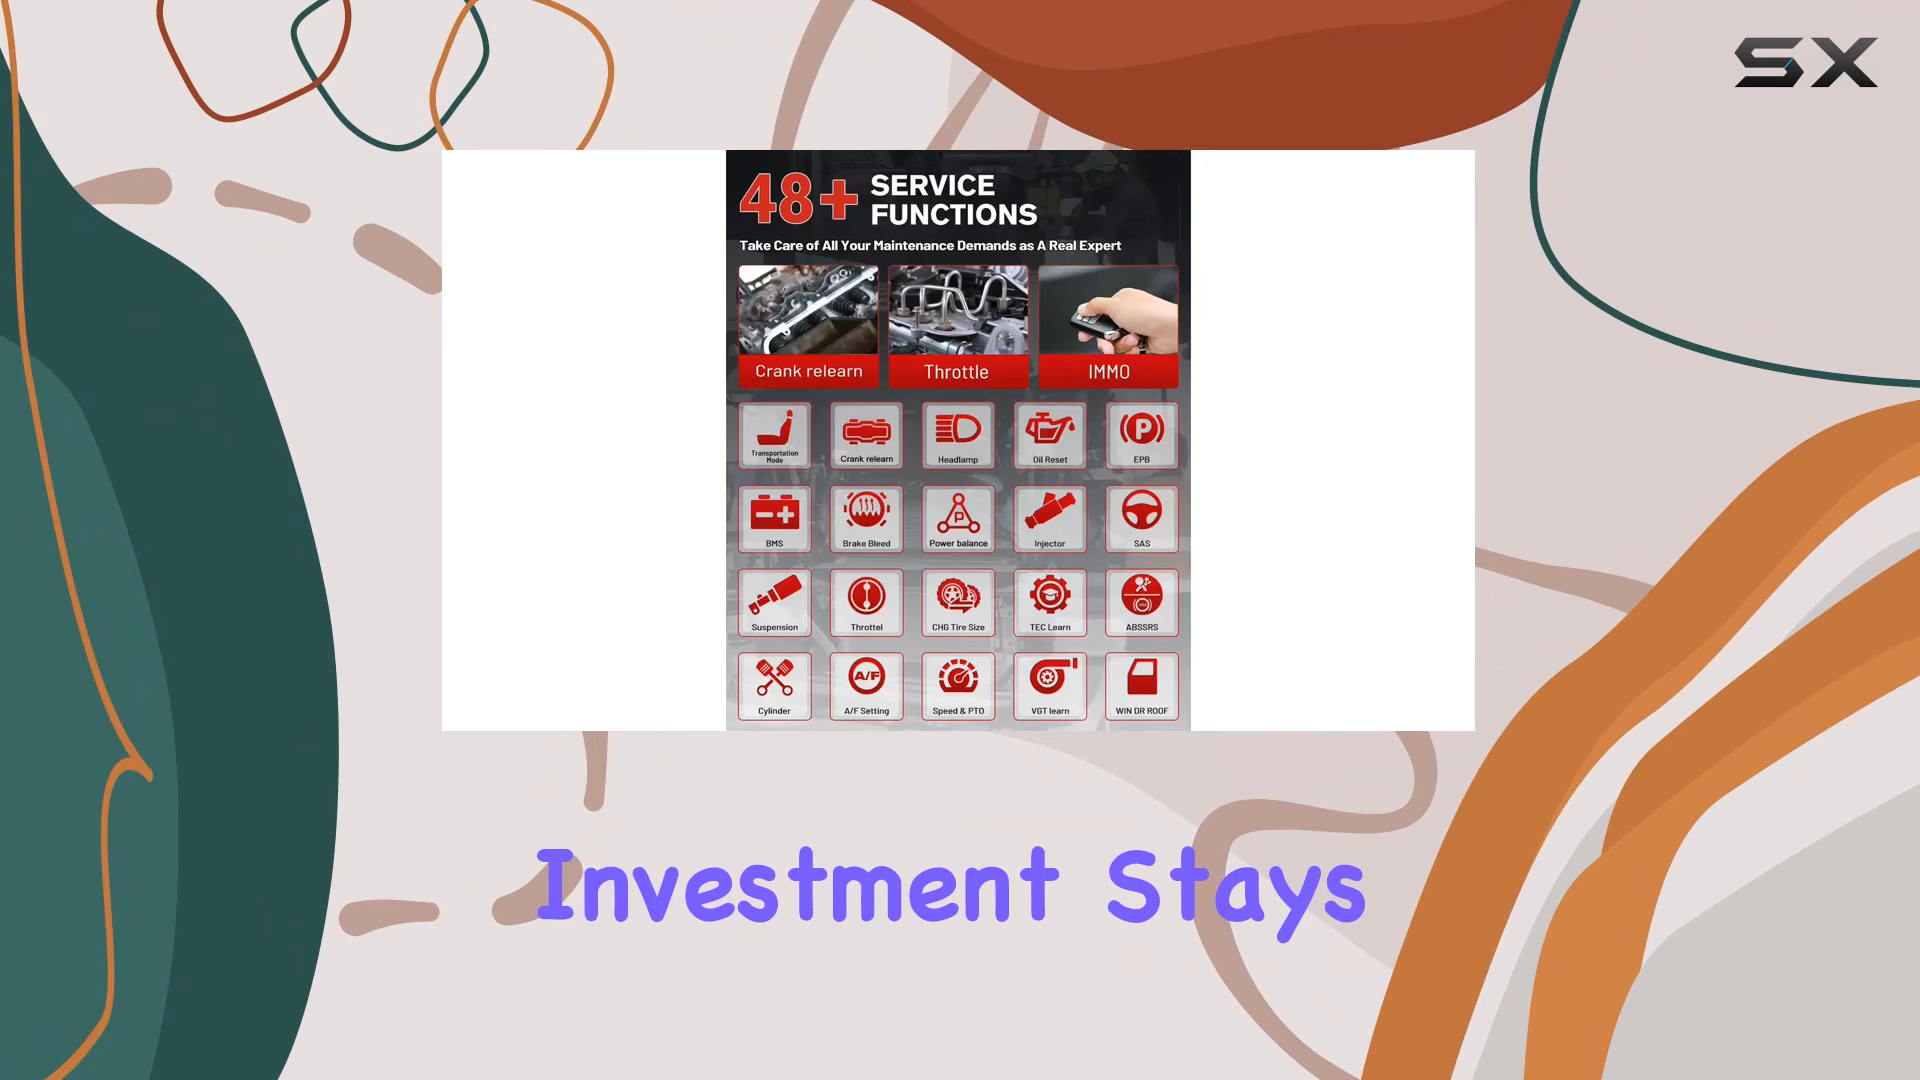 SX
48+ SERVICE FUNCTIONS
Take Care of All Your Maintenance Demands as A Real Expert
Crank relearn Throttle IMMO
Transportation Mode Crank relearn Headlamp Oil Reset EPB
BMS Brake Bleed Power balance Injector SAS
Suspension Throttel CHG Tire Size TEC Learn ABSSRS
Cylinder A/F A/F Setting Speed & PTO VGT learn WIN DR ROOF
Investment Stays